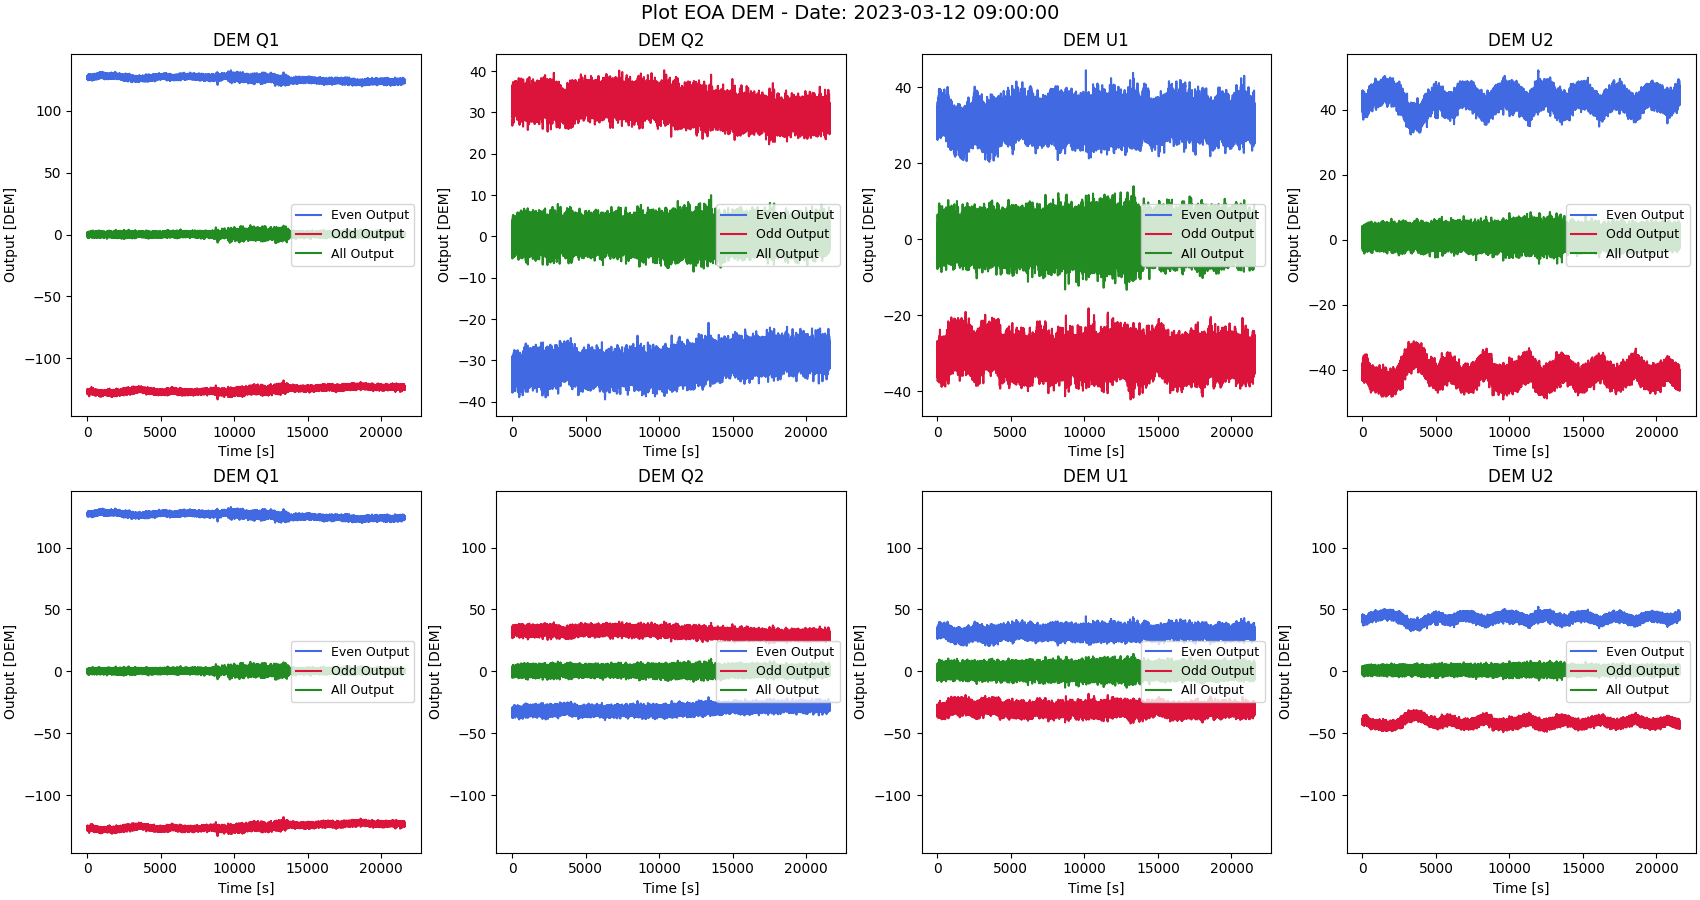 Plot EOA DEM - Date: 2023-03-12 09:00:00
DEM Q1
Output [DEM]
100
50
0
−50
−100
Even Output
Odd Output
All Output
0 5000 10000 15000 20000
Time [s]
DEM Q2
Output [DEM]
40
30
20
10
0
−10
−20
−30
−40
Even Output
Odd Output
All Output
0 5000 10000 15000 20000
Time [s]
DEM U1
Output [DEM]
40
20
0
−20
−40
Even Output
Odd Output
All Output
0 5000 10000 15000 20000
Time [s]
DEM U2
Output [DEM]
40
20
0
−20
−40
Even Output
Odd Output
All Output
0 5000 10000 15000 20000
Time [s]
DEM Q1
Output [DEM]
100
50
0
−50
−100
Even Output
Odd Output
All Output
0 5000 10000 15000 20000
Time [s]
DEM Q2
Output [DEM]
100
50
0
−50
−100
Even Output
Odd Output
All Output
0 5000 10000 15000 20000
Time [s]
DEM U1
Output [DEM]
100
50
0
−50
−100
Even Output
Odd Output
All Output
0 5000 10000 15000 20000
Time [s]
DEM U2
Output [DEM]
100
50
0
−50
−100
Even Output
Odd Output
All Output
0 5000 10000 15000 20000
Time [s]